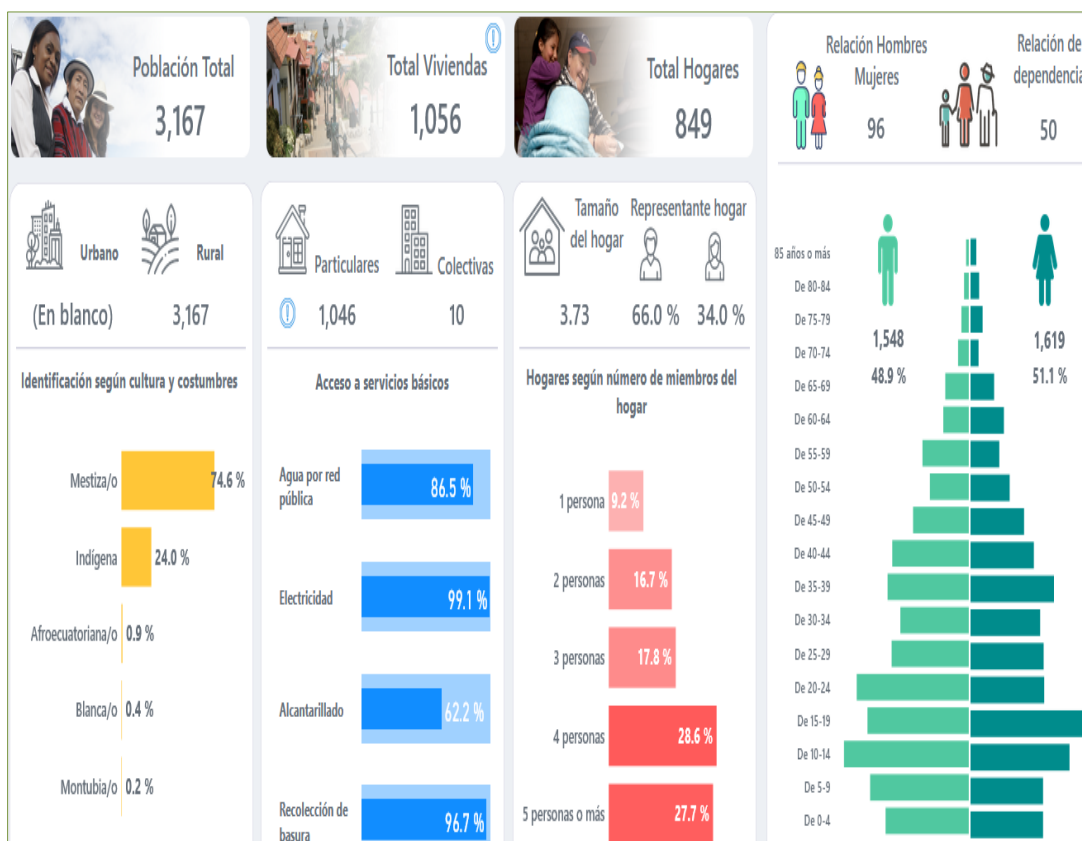 Población Total
3,167
Total Viviendas
1,056
Total Hogares
849
Relación Hombres
Mujeres
96
Relación de
dependencia
50
Urbano
Rural
(En blanco)
3,167
Identificación según cultura y costumbres
Mestiza/o
74.6 %
Indígena
24.0 %
Afroecuatoriana/o
0.9 %
Blanca/o
0.4 %
Montubia/o
0.2 %
Particulares
Colectivas
1,046
10
Acceso a servicios básicos
Agua por red
pública
86.5 %
Electricidad
99.1 %
Alcantarillado
62.2 %
Recolección de
basura
96.7 %
Tamaño
del hogar
Representante hogar
3.73
66.0 %
34.0 %
Hogares según número de miembros del
hogar
1 persona
9.2 %
2 personas
16.7 %
3 personas
17.8 %
4 personas
28.6 %
5 personas o más
27.7 %
85 años o más
De 80-84
De 75-79
De 70-74
De 65-69
De 60-64
De 55-59
De 50-54
De 45-49
De 40-44
De 35-39
De 30-34
De 25-29
De 20-24
De 15-19
De 10-14
De 5-9
De 0-4
1,548
48.9 %
1,619
51.1 %